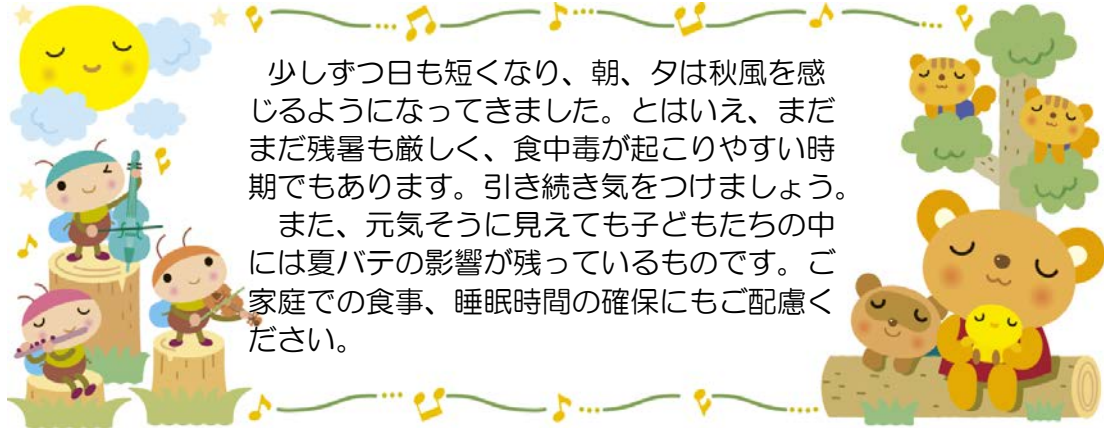 少しずつ日も短くなり、朝、夕は秋風を感
じるようになってきました。とはいえ、まだ
まだ残暑も厳しく、食中毒が起こりやすい時
期でもあります。引き続き気をつけましょう。
また、元気そうに見えても子どもたちの中
には夏バテの影響が残っているものです。ご
家庭での食事、睡眠時間の確保にもご配慮く
ださい。